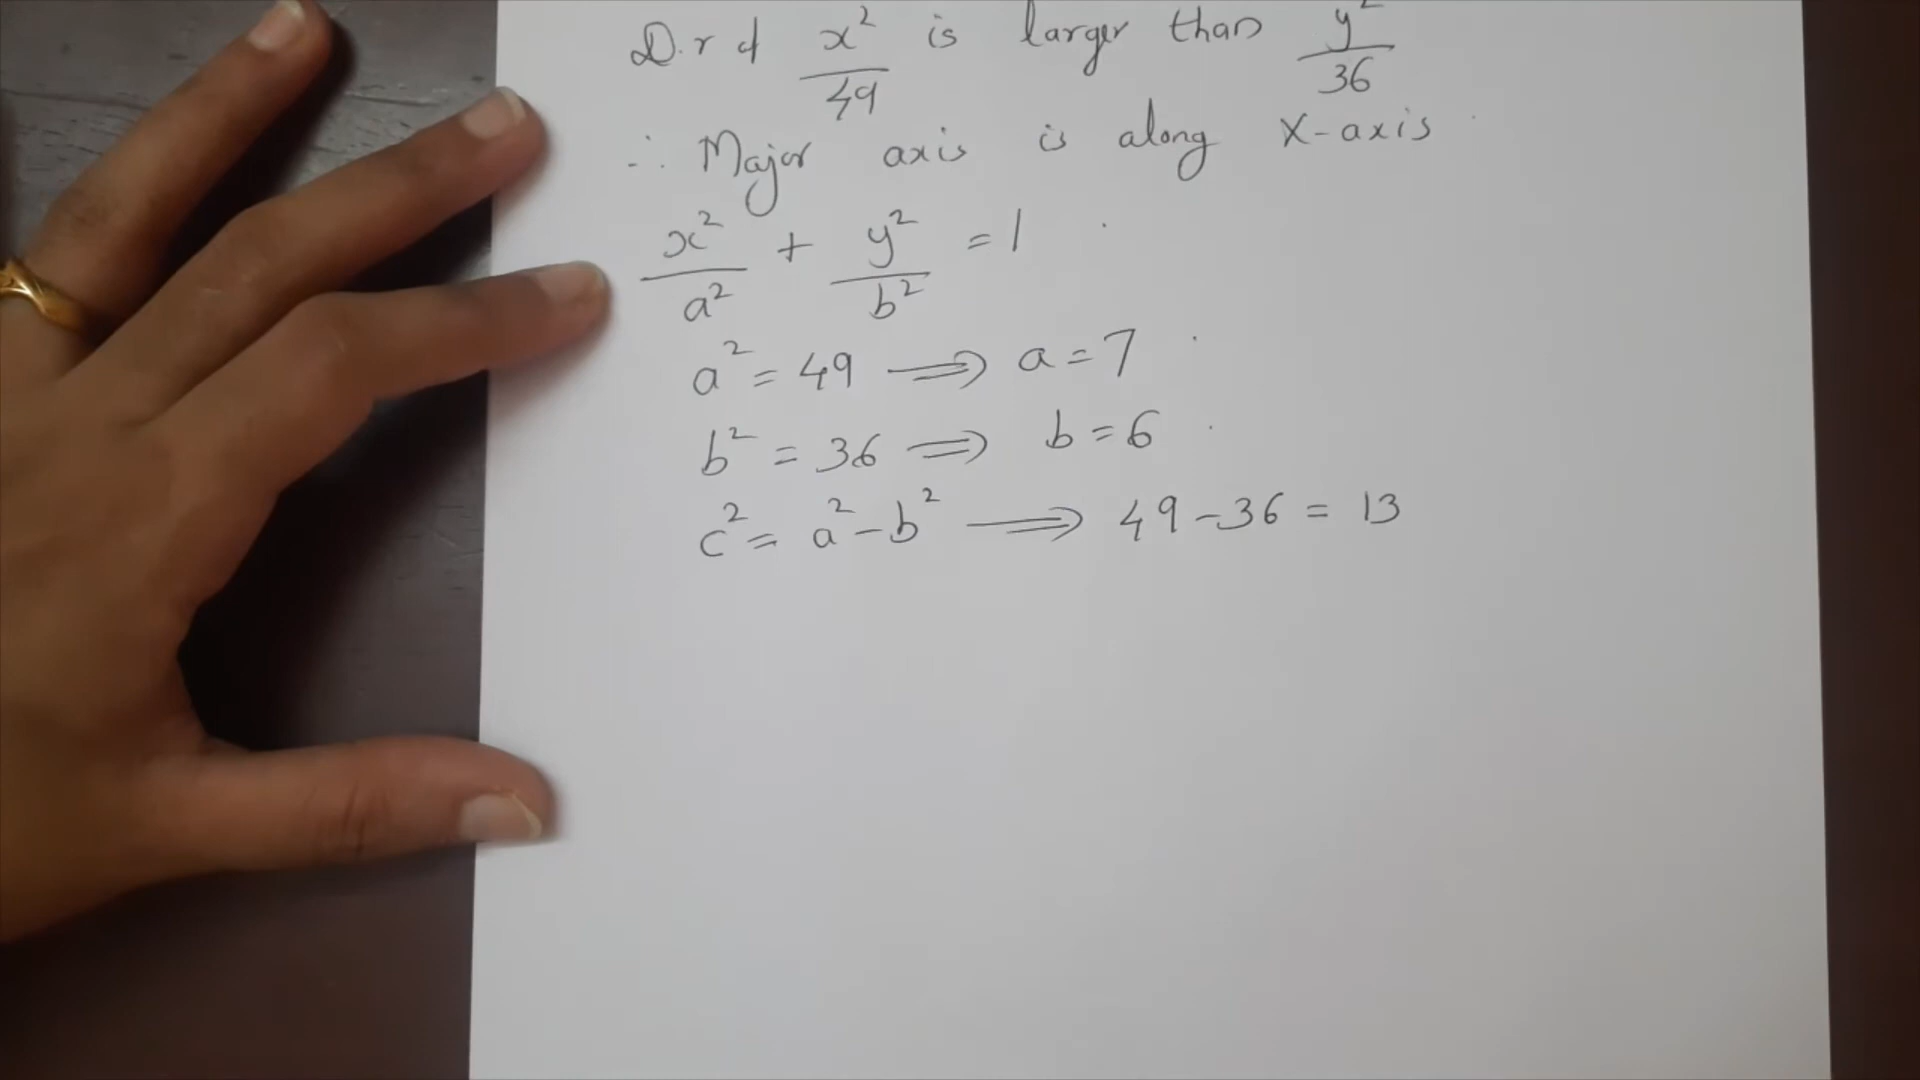 D.r of x²/49 is larger than y²/36
∴ Major axis is along X-axis
x²/a² + y²/b² = 1
a² = 49 ⟹ a = 7
b² = 36 ⟹ b = 6
c² = a² - b² ⟹ 49 - 36 = 13